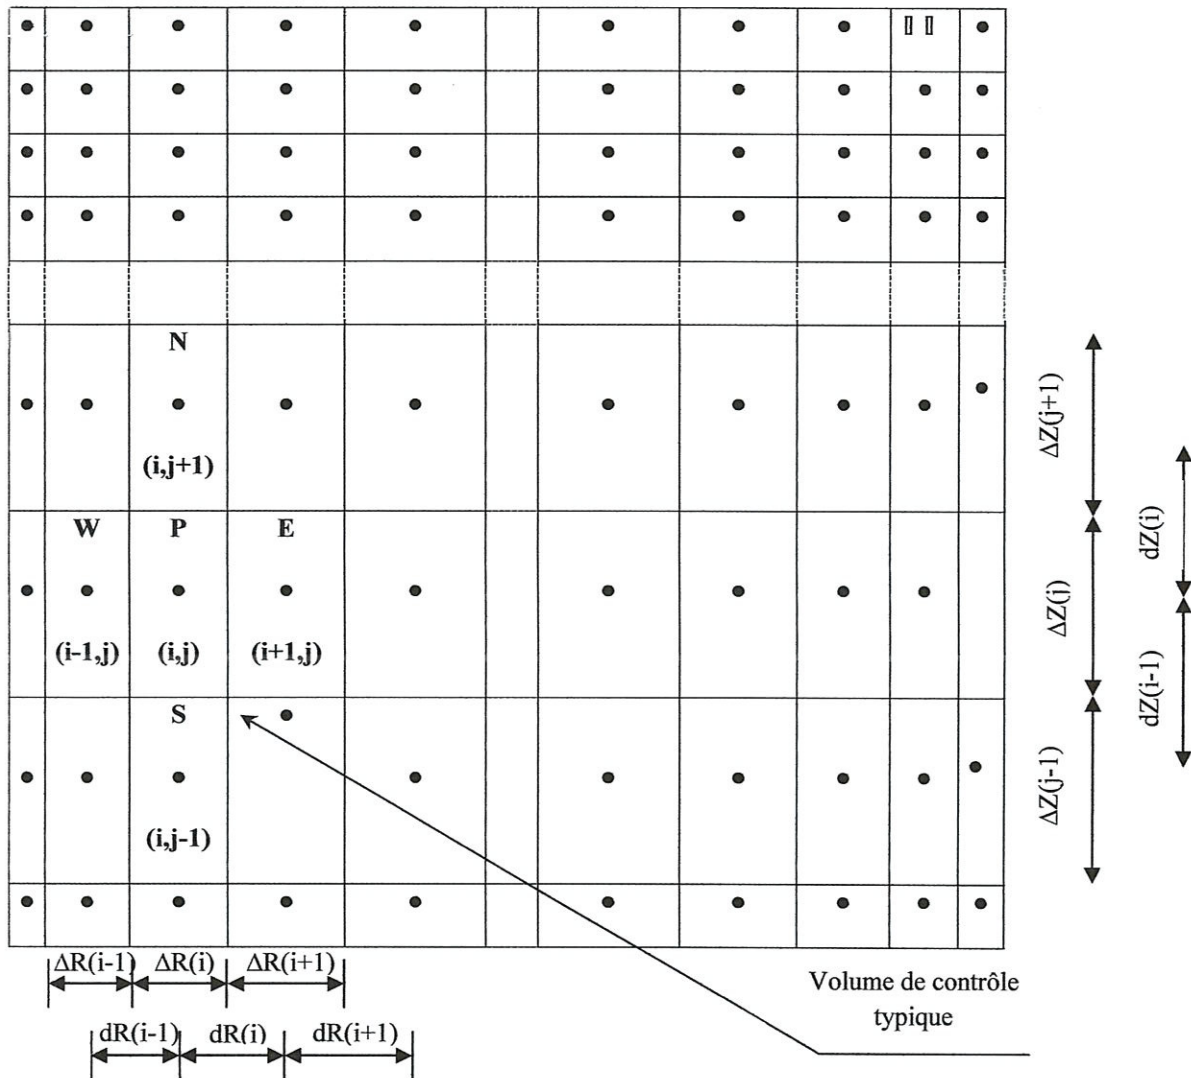 N
(i,j+1)
W P E
(i-1,j) (i,j) (i+1,j)
S
(i,j-1)
ΔZ(j+1)
ΔZ(j)
ΔZ(j-1)
dZ(i)
dZ(i-1)
ΔR(i-1) ΔR(i) ΔR(i+1)
dR(i-1) dR(i) dR(i+1)
Volume de contrôle
typique